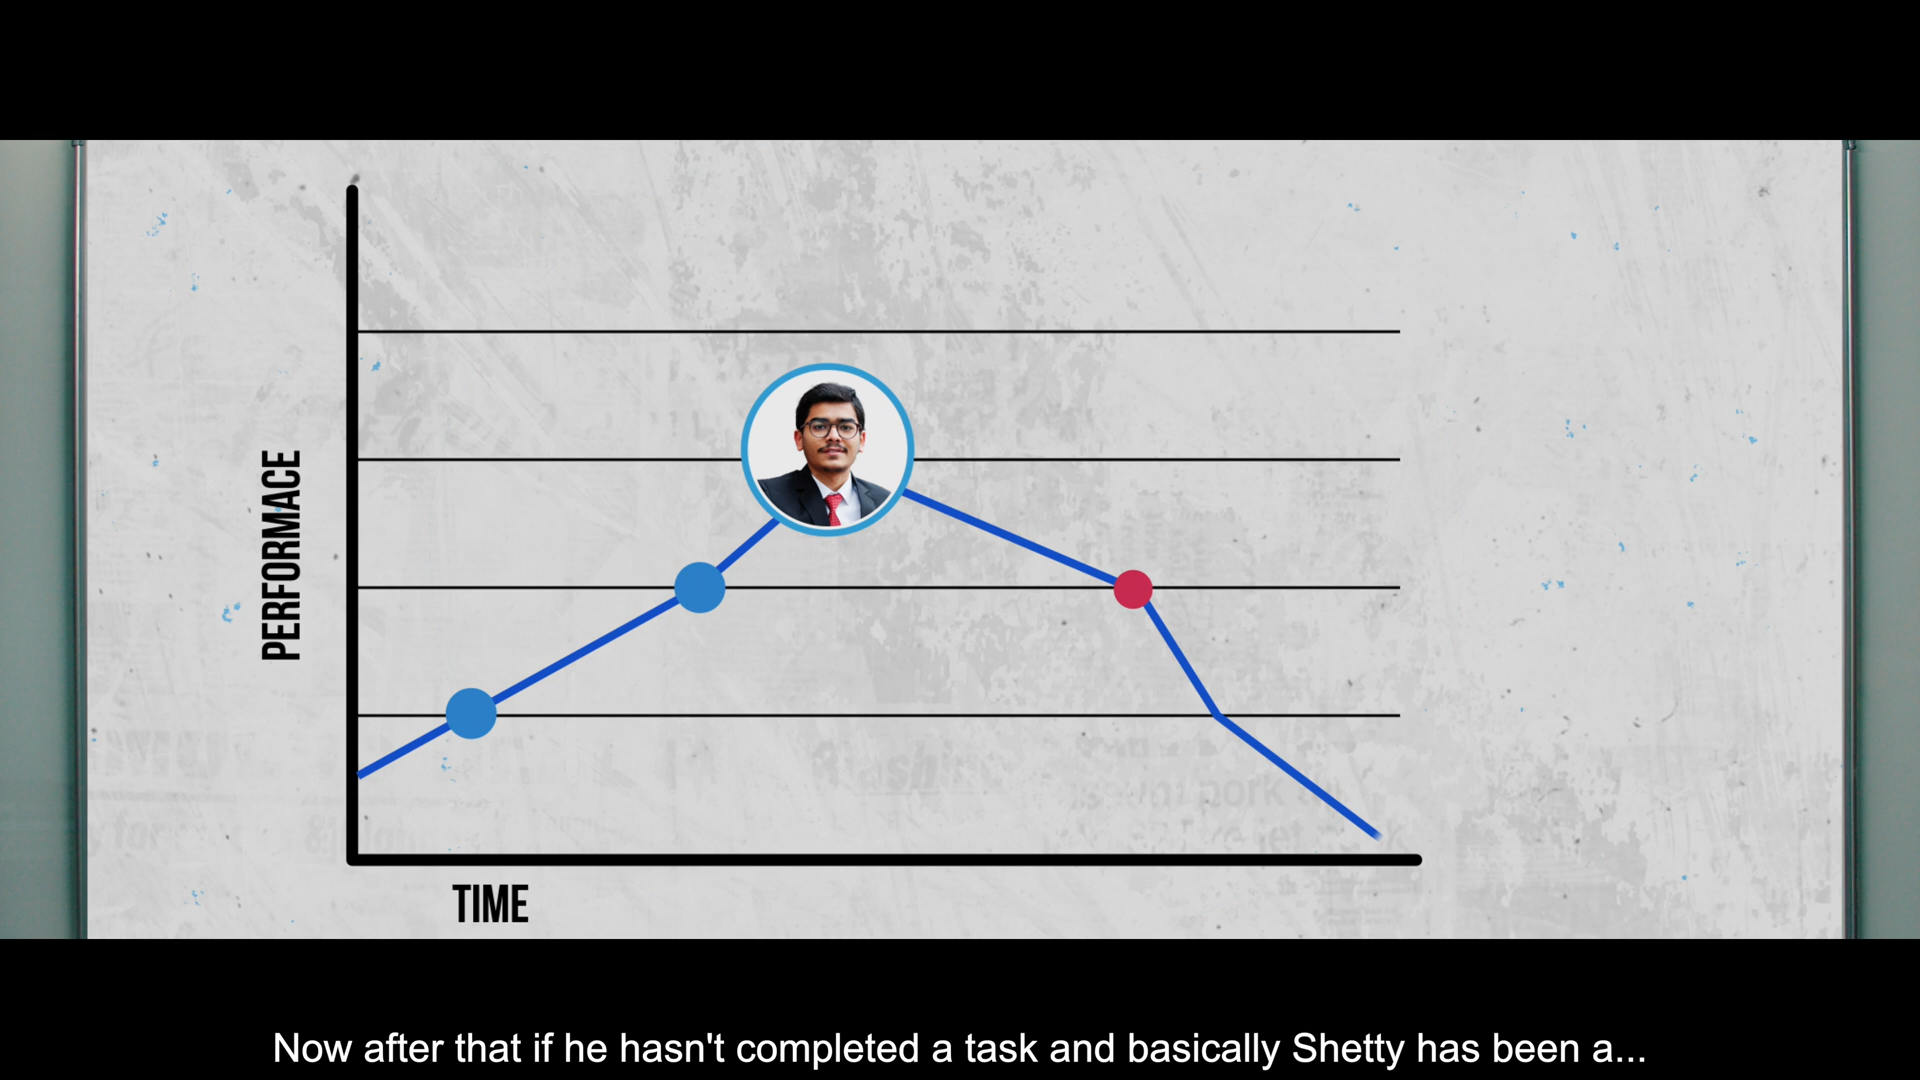 PERFORMACE
TIME
Now after that if he hasn't completed a task and basically Shetty has been a...